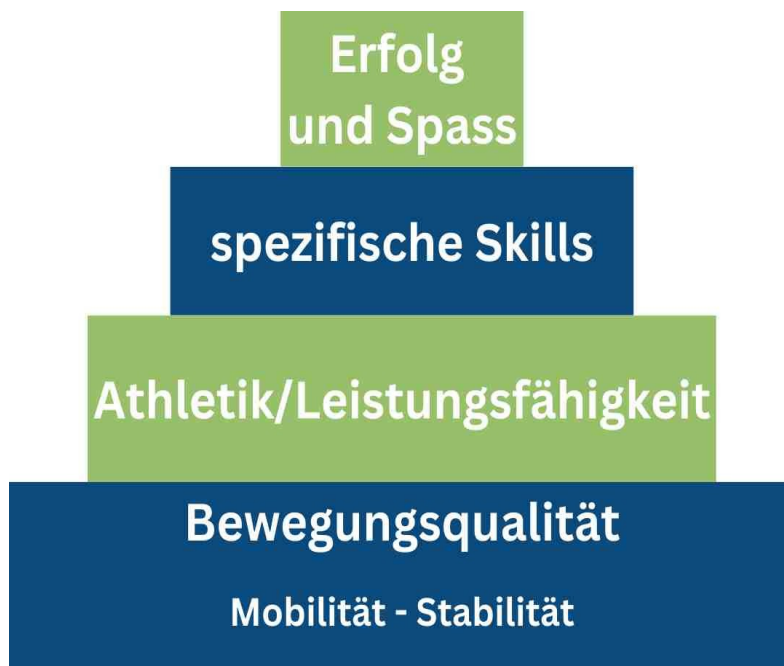 Erfolg
und Spass
spezifische Skills
Athletik/Leistungsfähigkeit
Bewegungsqualität
Mobilität - Stabilität